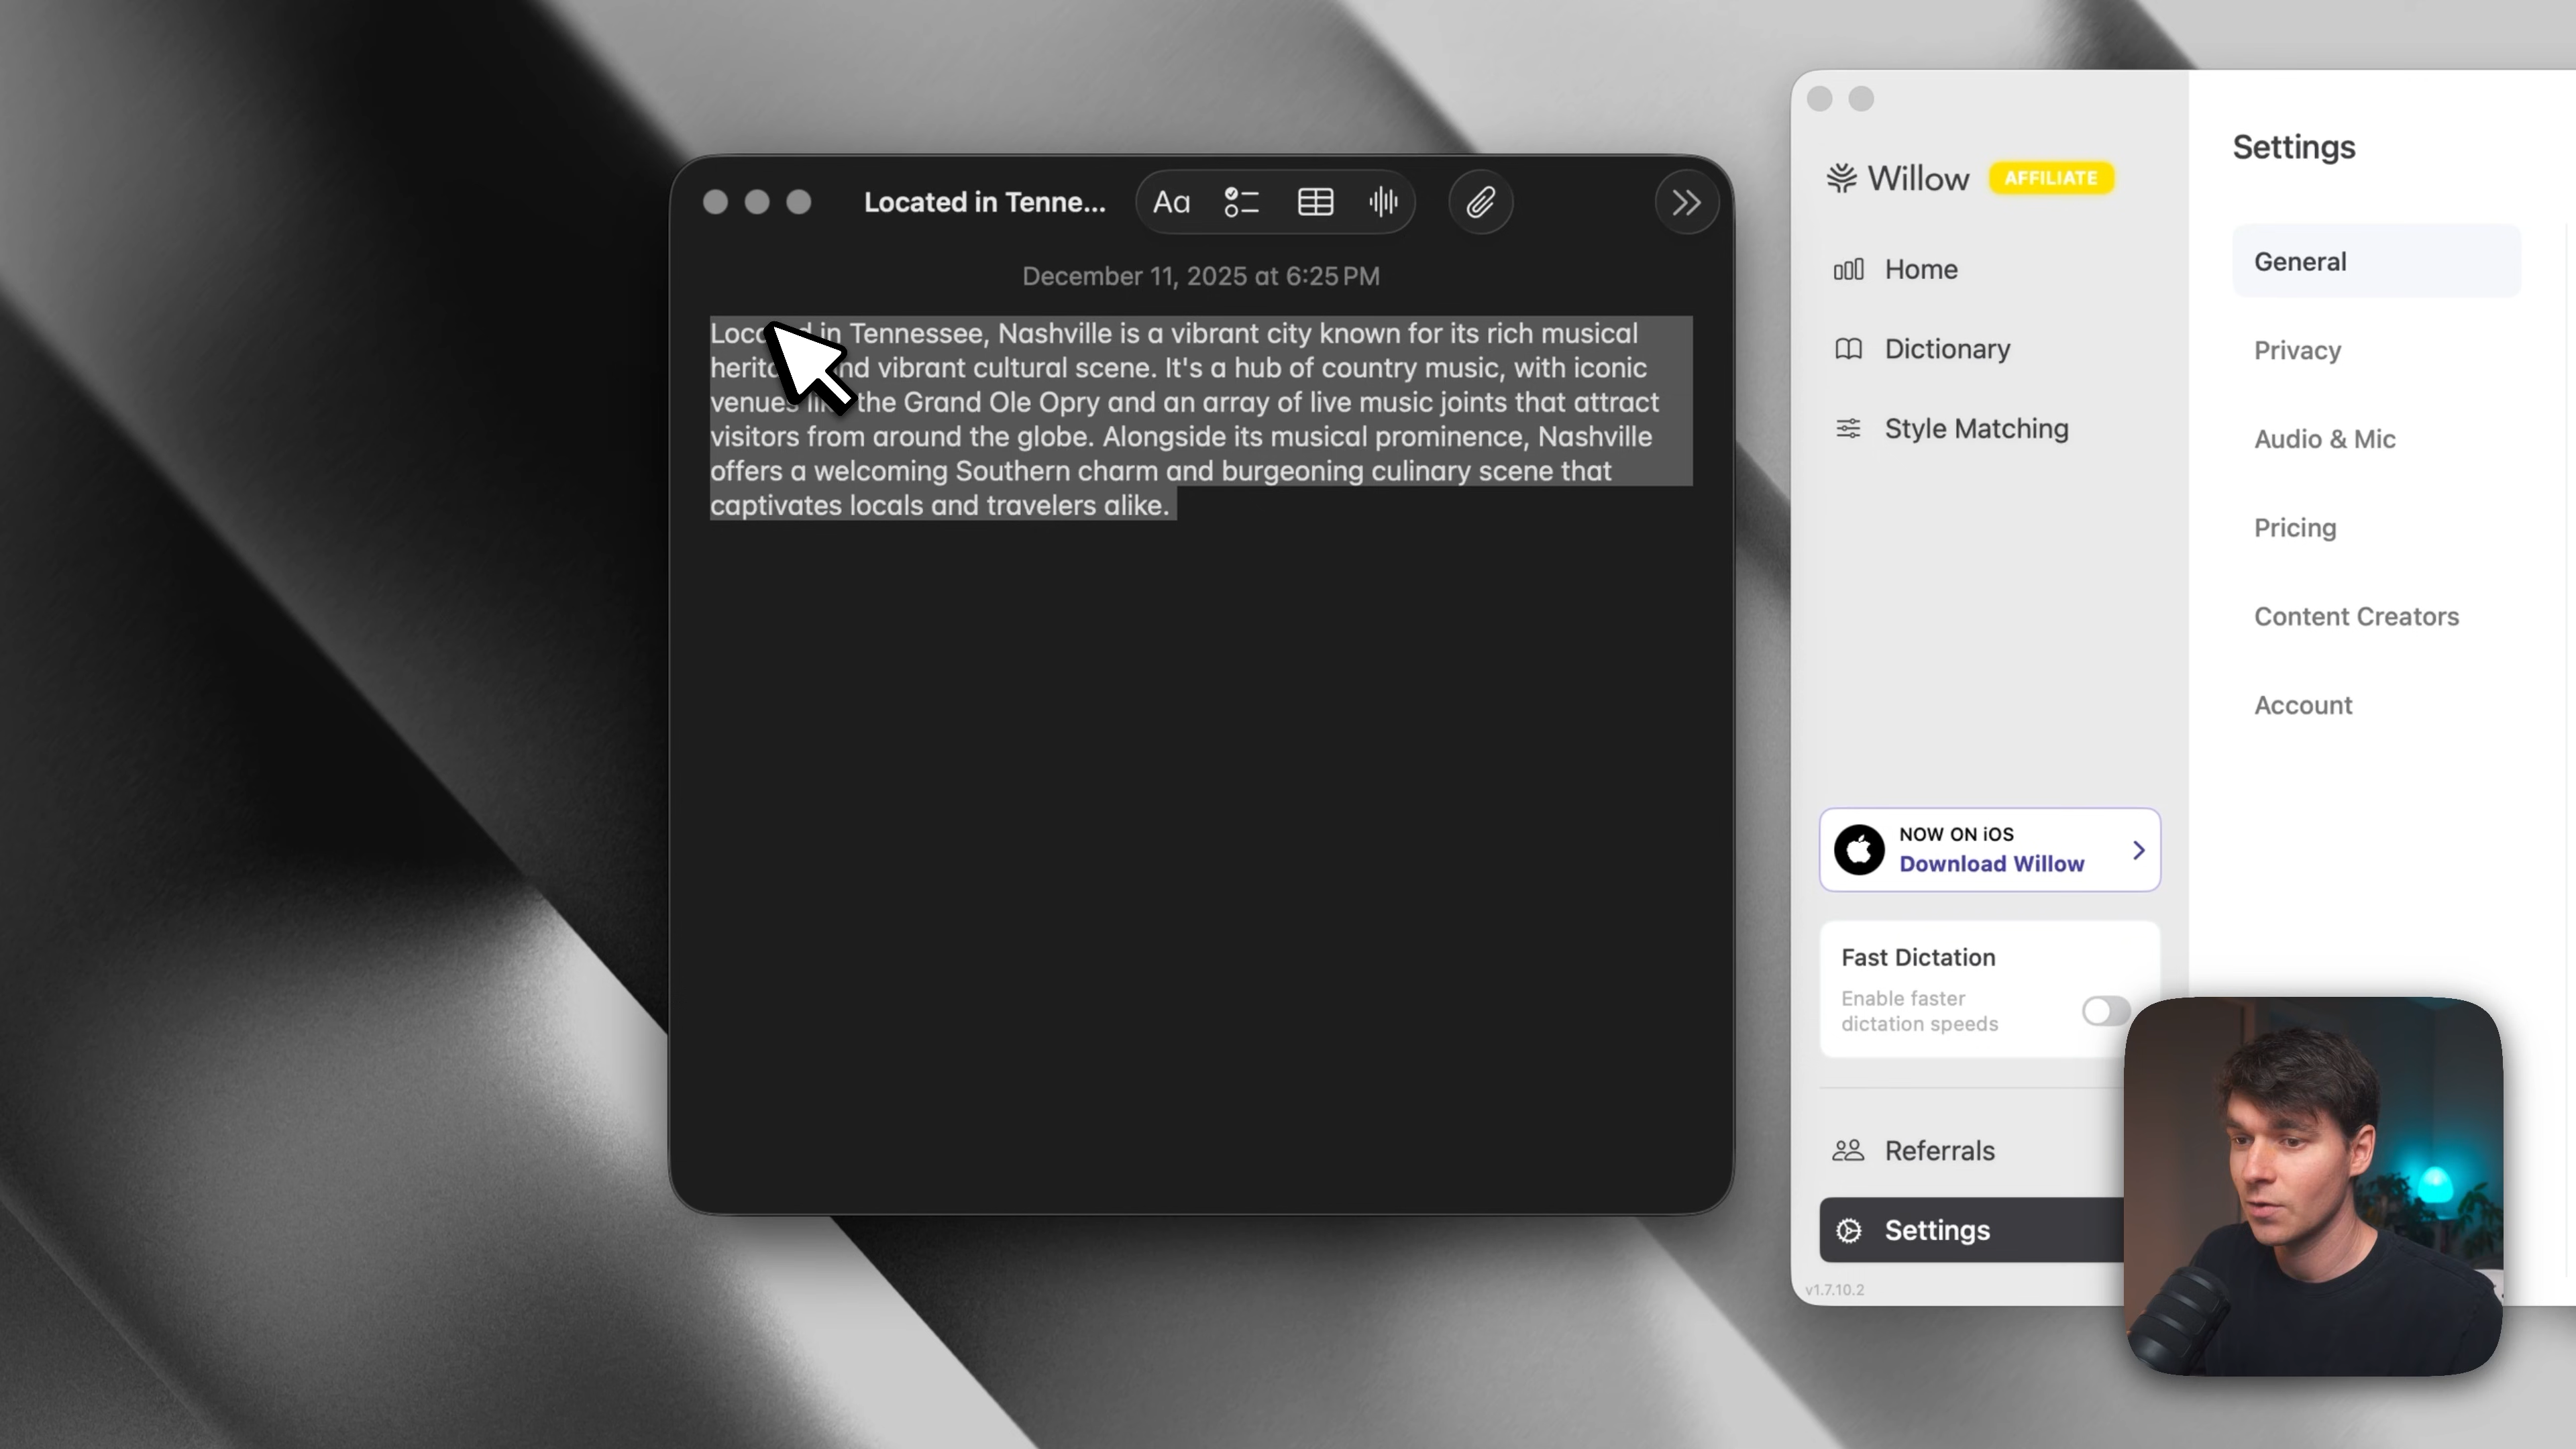 Located in Tenne...
Aa
December 11, 2025 at 6:25 PM
in Tennessee, Nashville is a vibrant city known for its rich musical
vibrant cultural scene. It's a hub of country music, with iconic
venues the Grand Ole Opry and an array of live music joints that attract
visitors from around the globe. Alongside its musical prominence, Nashville
offers a welcoming Southern charm and burgeoning culinary scene that
captivates locals and travelers alike.
Willow AFFILIATE
Home
Dictionary
Style Matching
NOW ON iOS
Download Willow
Fast Dictation
Enable faster
dictation speeds
Referrals
Settings
v1.7.10.2
Settings
General
Privacy
Audio & Mic
Pricing
Content Creators
Account